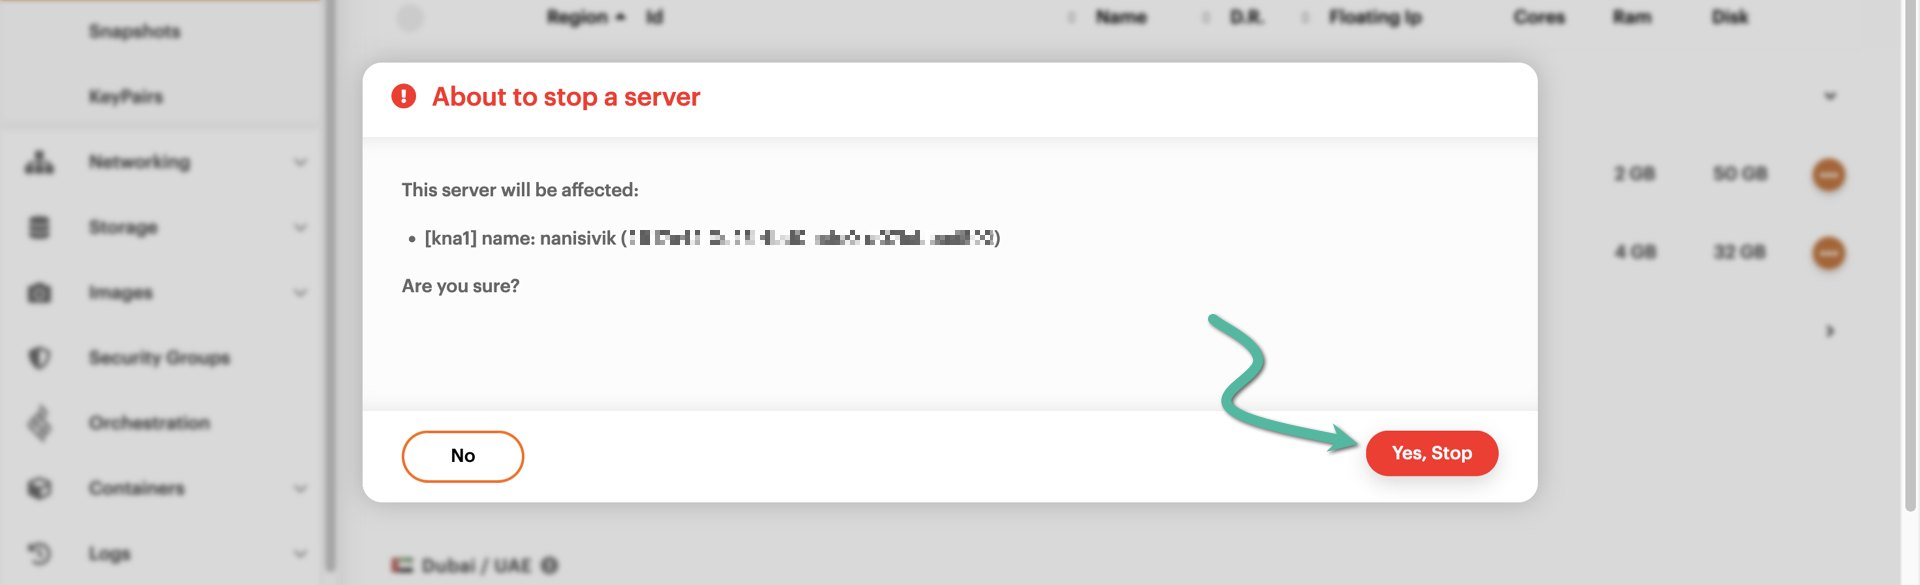 Region Id Name D.R. Floating Ip Cores Ram Disk
Snapshots
KeyPairs
Networking
Storage
Images
Security Groups
Orchestration
Containers
Logs
About to stop a server
This server will be affected:
• [kna1] name: nanisivik (
)
Are you sure?
No
Yes, Stop
2 GB 50 GB
4 GB 32 GB
Dubai / UAE